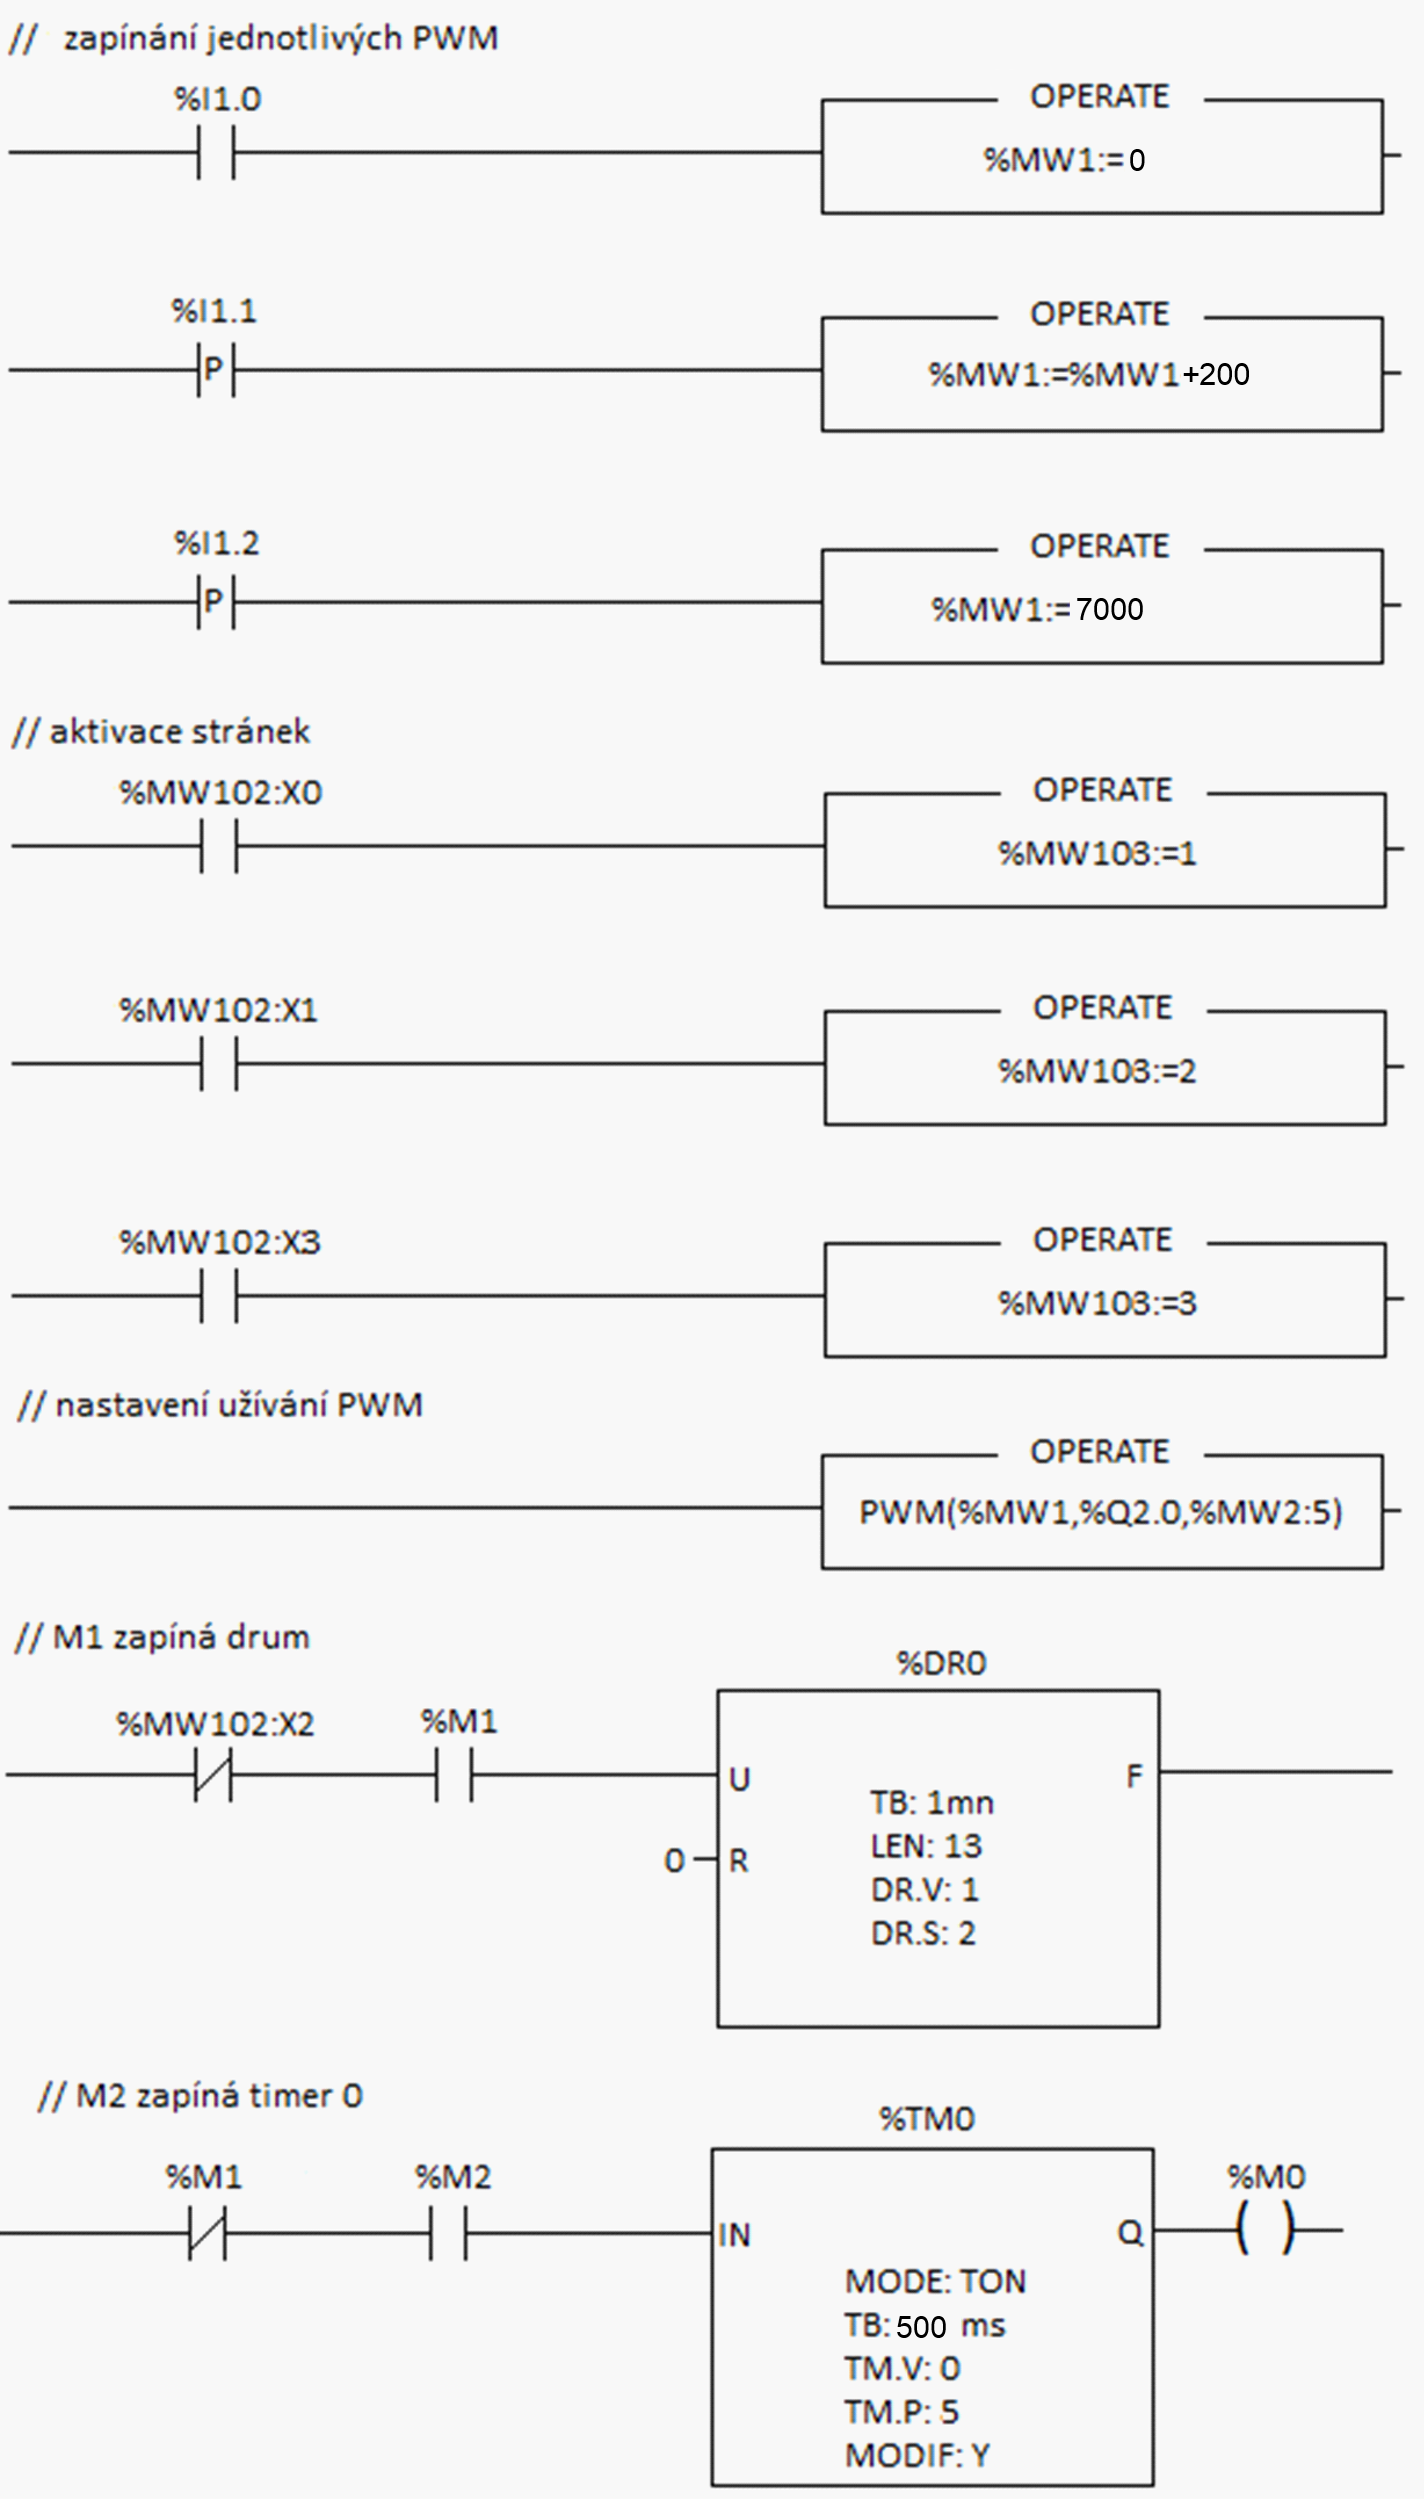 // zapínání jednotlivých PWM
%I1.0
OPERATE
%MW1:=0
%I1.1
P
OPERATE
%MW1:=%MW1+200
%I1.2
P
OPERATE
%MW1:=7000
// aktivace stránek
%MW102:X0
OPERATE
%MW103:=1
%MW102:X1
OPERATE
%MW103:=2
%MW102:X3
OPERATE
%MW103:=3
// nastavení užívání PWM
OPERATE
PWM(%MW1,%Q2.0,%MW2:5)
// M1 zapíná drum
%DR0
%MW102:X2 %M1
U F
TB: 1mn
LEN: 13
0 R
DR.V: 1
DR.S: 2
// M2 zapíná timer 0
%TM0
%M1 %M2 %M0
IN Q
MODE: TON
TB: 500 ms
TM.V: 0
TM.P: 5
MODIF: Y